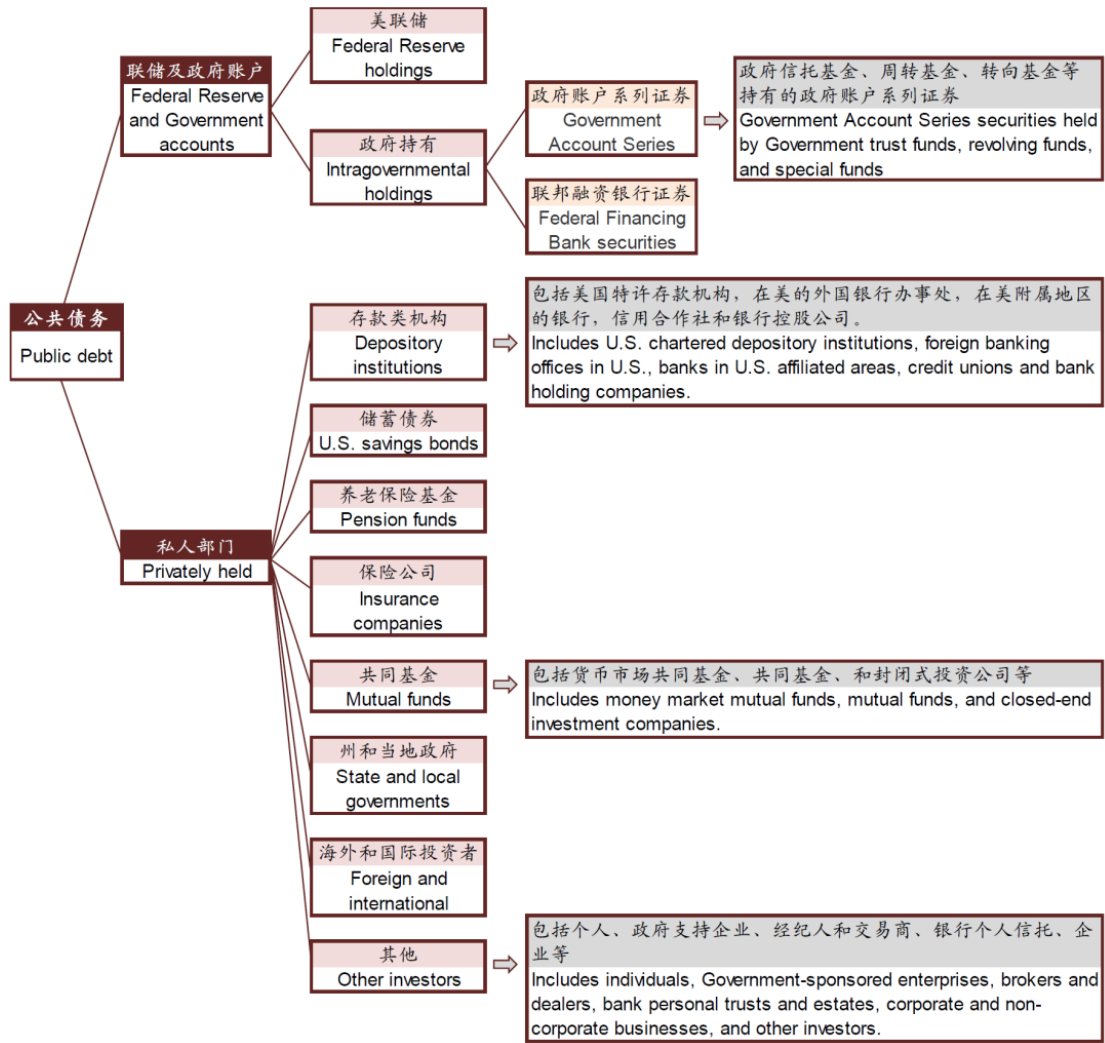 美联储
Federal Reserve
holdings
联储及政府账户
Federal Reserve
and Government
accounts
政府持有
Intragovernmental
holdings
政府账户系列证券
Government
Account Series
政府信托基金、周转基金、转向基金等
持有的政府账户系列证券
Government Account Series securities held
by Government trust funds, revolving funds,
and special funds
联邦融资银行证券
Federal Financing
Bank securities
公共债务
Public debt
存款类机构
Depository
institutions
包括美国特许存款机构，在美的外国银行办事处，在美附属地区
的银行，信用合作社和银行控股公司。
Includes U.S. chartered depository institutions, foreign banking
offices in U.S., banks in U.S. affiliated areas, credit unions and bank
holding companies.
储蓄债券
U.S. savings bonds
养老保险基金
Pension funds
私人部门
Privately held
保险公司
Insurance
companies
共同基金
Mutual funds
包括货币市场共同基金、共同基金、和封闭式投资公司等
Includes money market mutual funds, mutual funds, and closed-end
investment companies.
州和当地政府
State and local
governments
海外和国际投资者
Foreign and
international
其他
Other investors
包括个人、政府支持企业、经纪人和交易商、银行个人信托、企
业等
Includes individuals, Government-sponsored enterprises, brokers and
dealers, bank personal trusts and estates, corporate and non-
corporate businesses, and other investors.